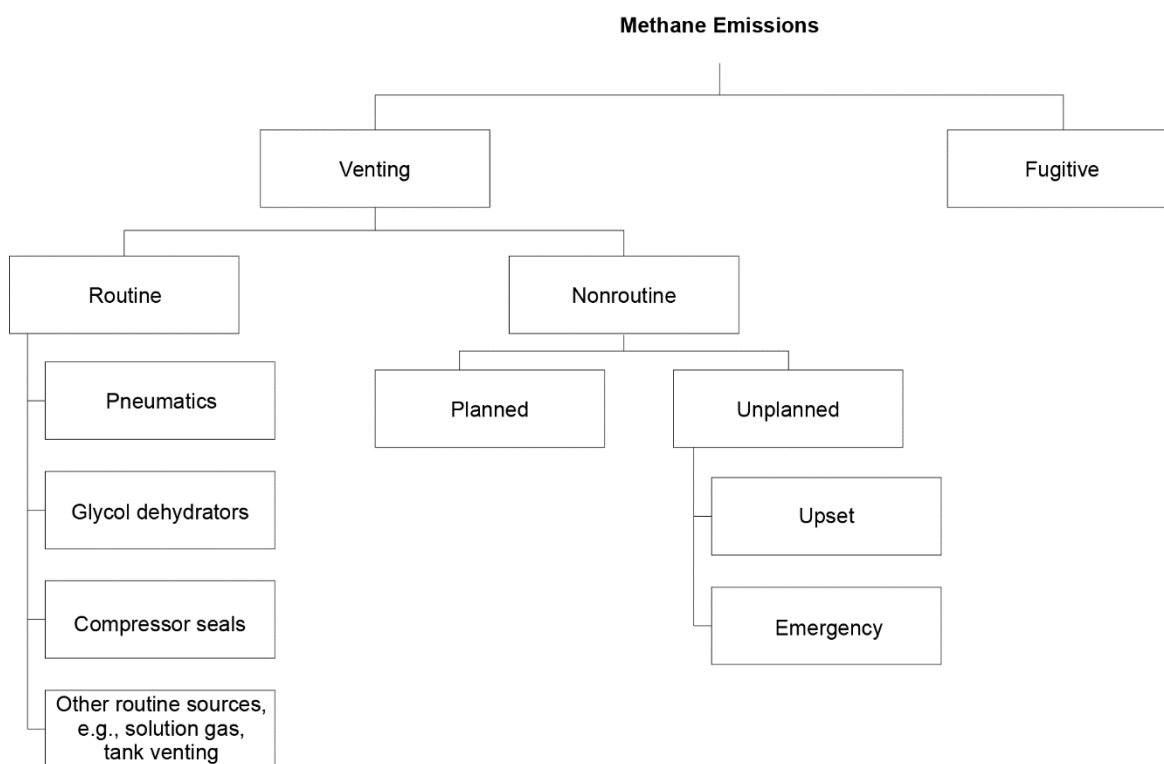 Methane Emissions
Venting
Fugitive
Routine
Nonroutine
Pneumatics
Planned
Unplanned
Glycol dehydrators
Upset
Compressor seals
Emergency
Other routine sources,
e.g., solution gas,
tank venting